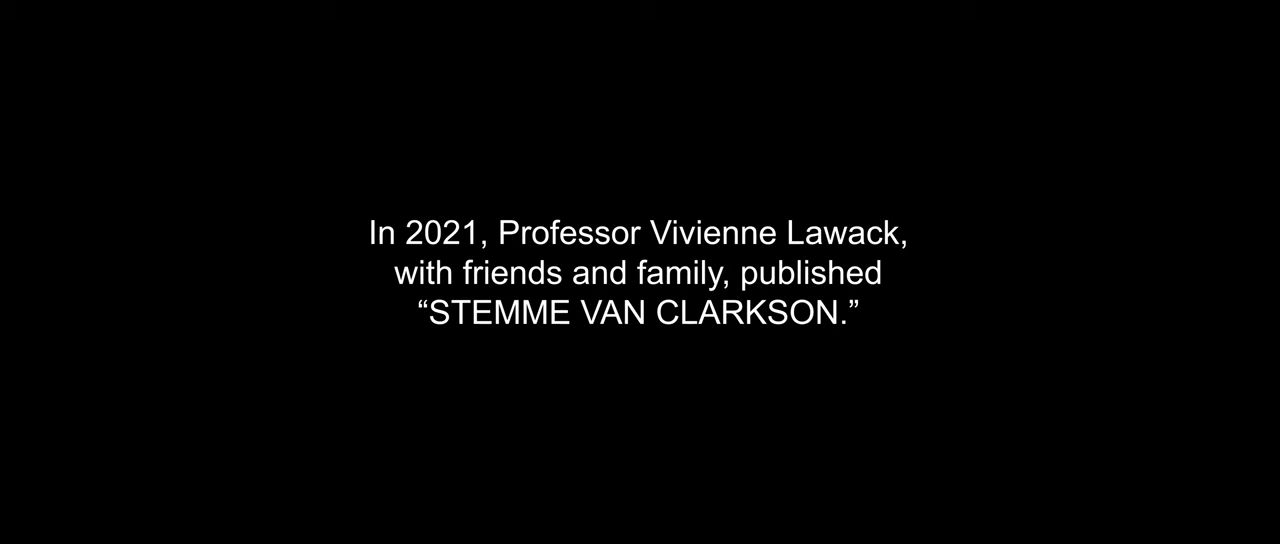 In 2021, Professor Vivienne Lawack,
with friends and family, published
“STEMME VAN CLARKSON.”